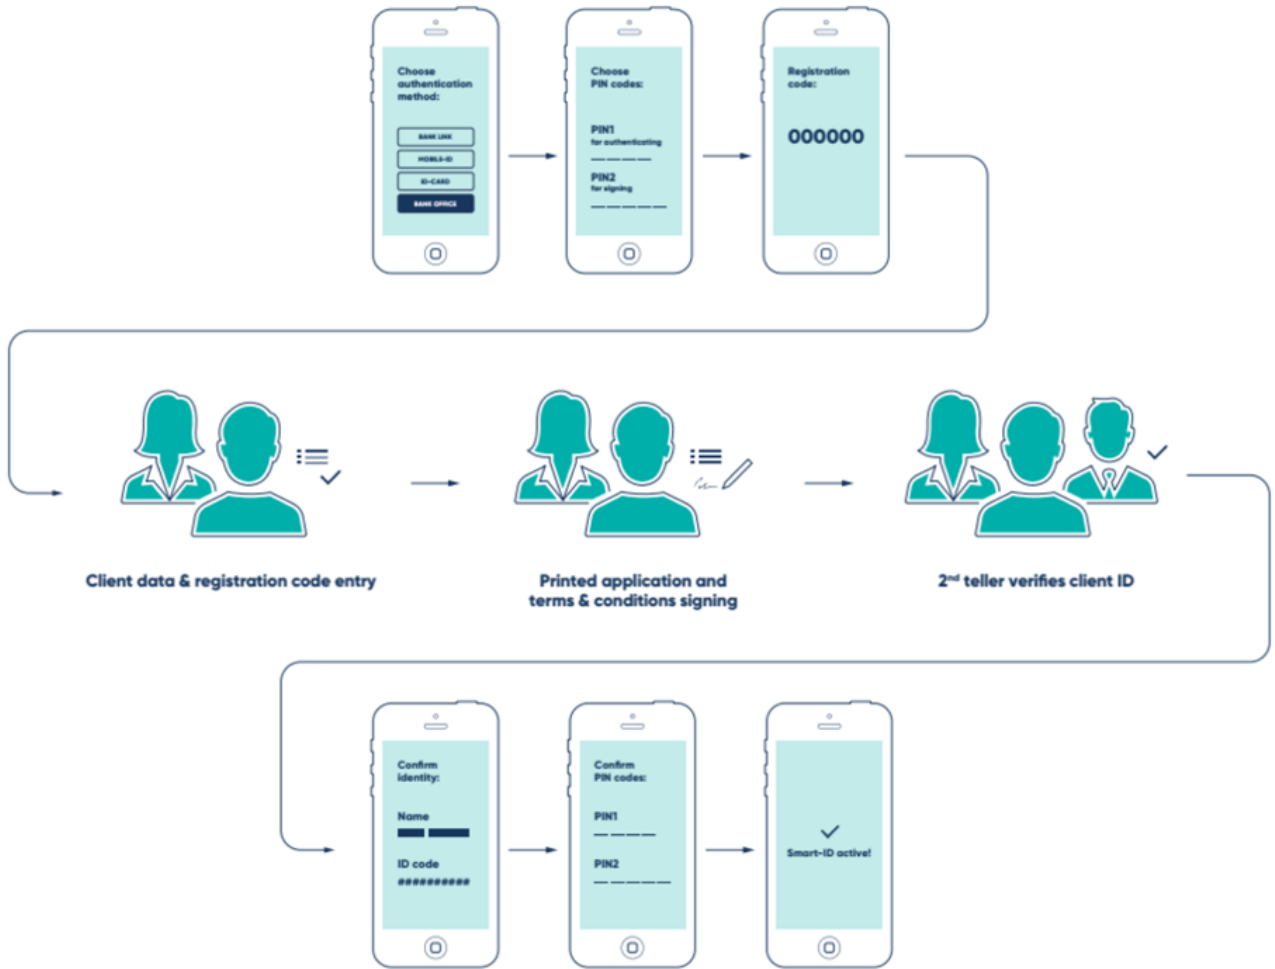 Choose
authentication
method:
BANK LINK
MOBILE-ID
ID-CARD
BANK OFFICE
Choose
PIN codes:
PIN1
for authenticating
PIN2
for signing
Registration
code:
000000
Client data & registration code entry
Printed application and
terms & conditions signing
2nd teller verifies client ID
Confirm
identity:
Name
ID code
##########
Confirm
PIN codes:
PIN1
PIN2
Smart-ID active!